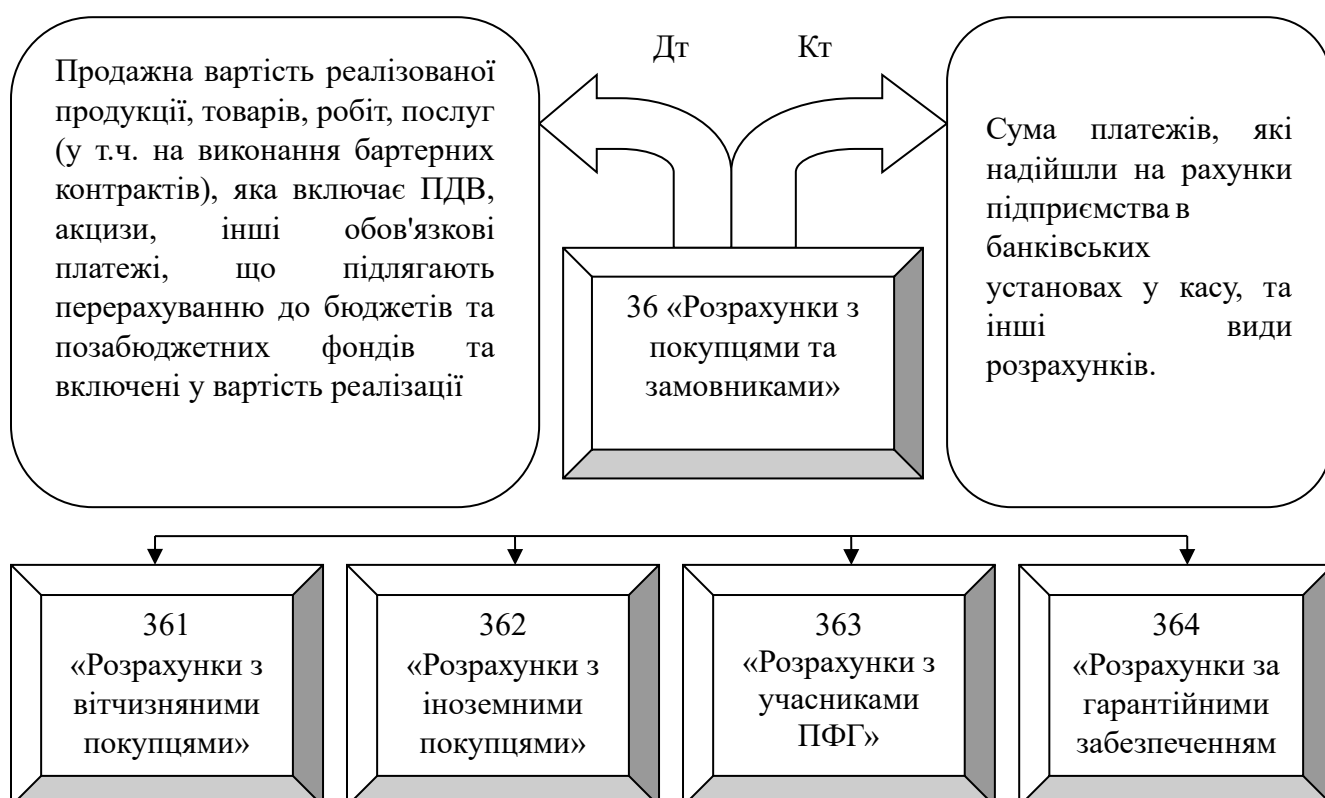 Дт
Кт
Продажна вартість реалізованої
продукції, товарів, робіт, послуг
(у т.ч. на виконання бартерних
контрактів), яка включає ПДВ,
акцизи, інші обов'язкові
платежі, що підлягають
перерахуванню до бюджетів та
позабюджетних фондів та
включені у вартість реалізації
36 «Розрахунки з
покупцями та
замовниками»
Сума платежів, які
надійшли на рахунки
підприємства в
банківських
установах у касу, та
інші види
розрахунків.
361
«Розрахунки з
вітчизняними
покупцями»
362
«Розрахунки з
іноземними
покупцями»
363
«Розрахунки з
учасниками
ПФГ»
364
«Розрахунки за
гарантійними
забезпеченням